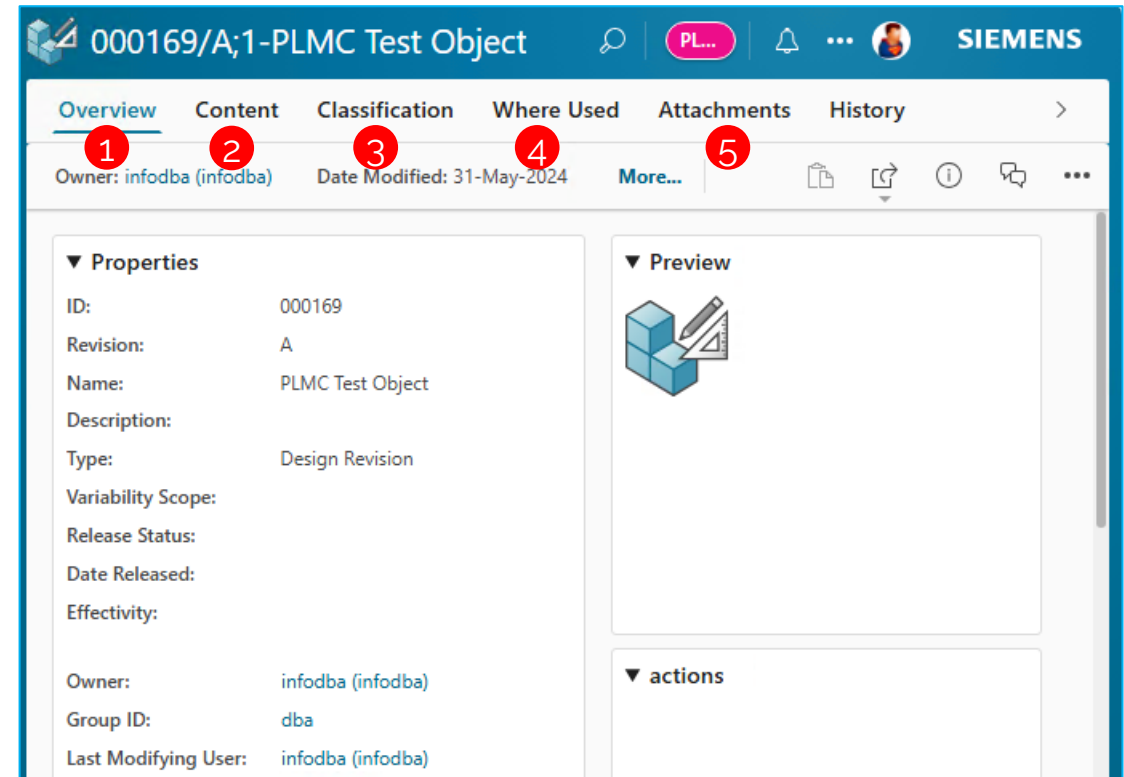 000169/A;1-PLMC Test Object PL... ... SIEMENS
Overview Content Classification Where Used Attachments History
1 2 3 4 5
Owner: infodba (infodba) Date Modified: 31-May-2024 More...
Properties Preview
ID: 000169
Revision: A
Name: PLMC Test Object
Description:
Type: Design Revision
Variability Scope:
Release Status:
Date Released:
Effectivity:
Owner: infodba (infodba) actions
Group ID: dba
Last Modifying User: infodba (infodba)